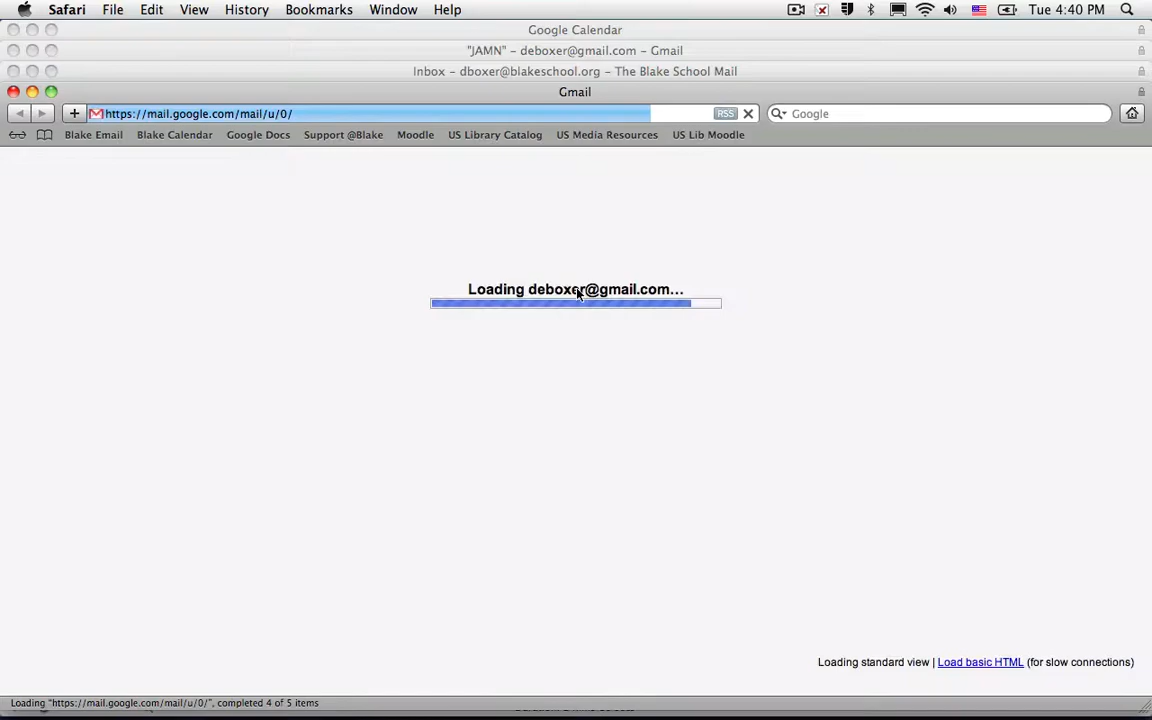 Safari File Edit View History Bookmarks Window Help Tue 4:40 PM
Google Calendar
"JAMN" – deboxer@gmail.com – Gmail
Inbox – dboxer@blakeschool.org – The Blake School Mail
Gmail
https://mail.google.com/mail/u/0/ RSS Google
Blake Email Blake Calendar Google Docs Support @Blake Moodle US Library Catalog US Media Resources US Lib Moodle
Loading deboxer@gmail.com...
Loading standard view | Load basic HTML (for slow connections)
Loading "https://mail.google.com/mail/u/0/", completed 4 of 5 items